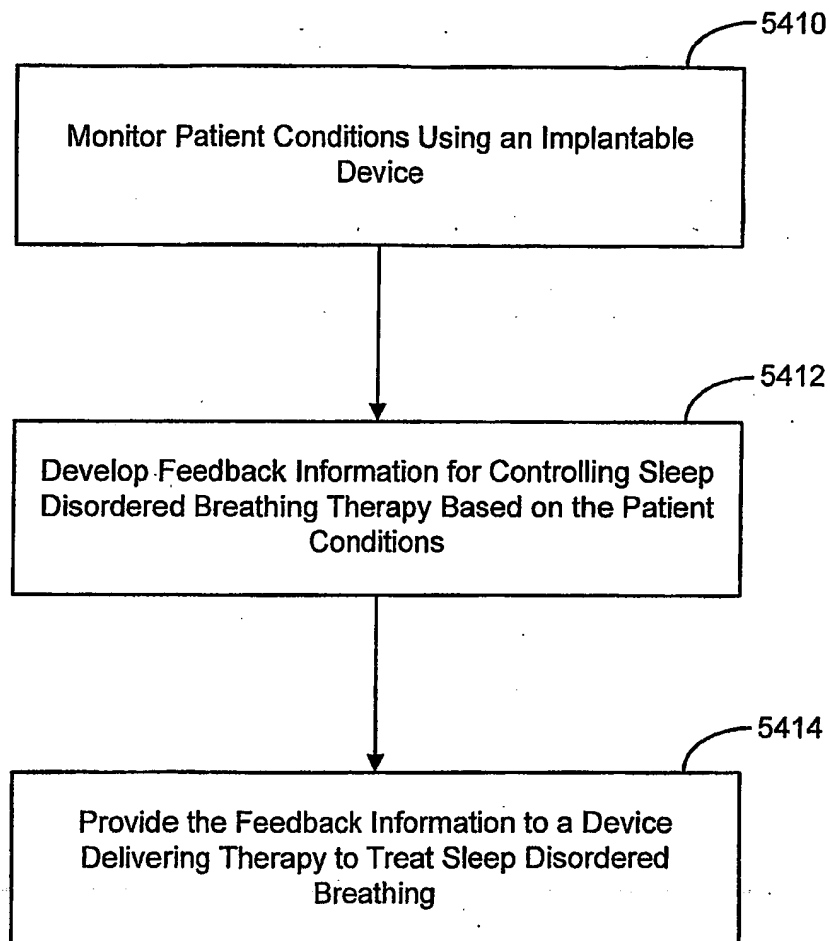 5410
Monitor Patient Conditions Using an Implantable
Device
5412
Develop Feedback Information for Controlling Sleep
Disordered Breathing Therapy Based on the Patient
Conditions
5414
Provide the Feedback Information to a Device
Delivering Therapy to Treat Sleep Disordered
Breathing